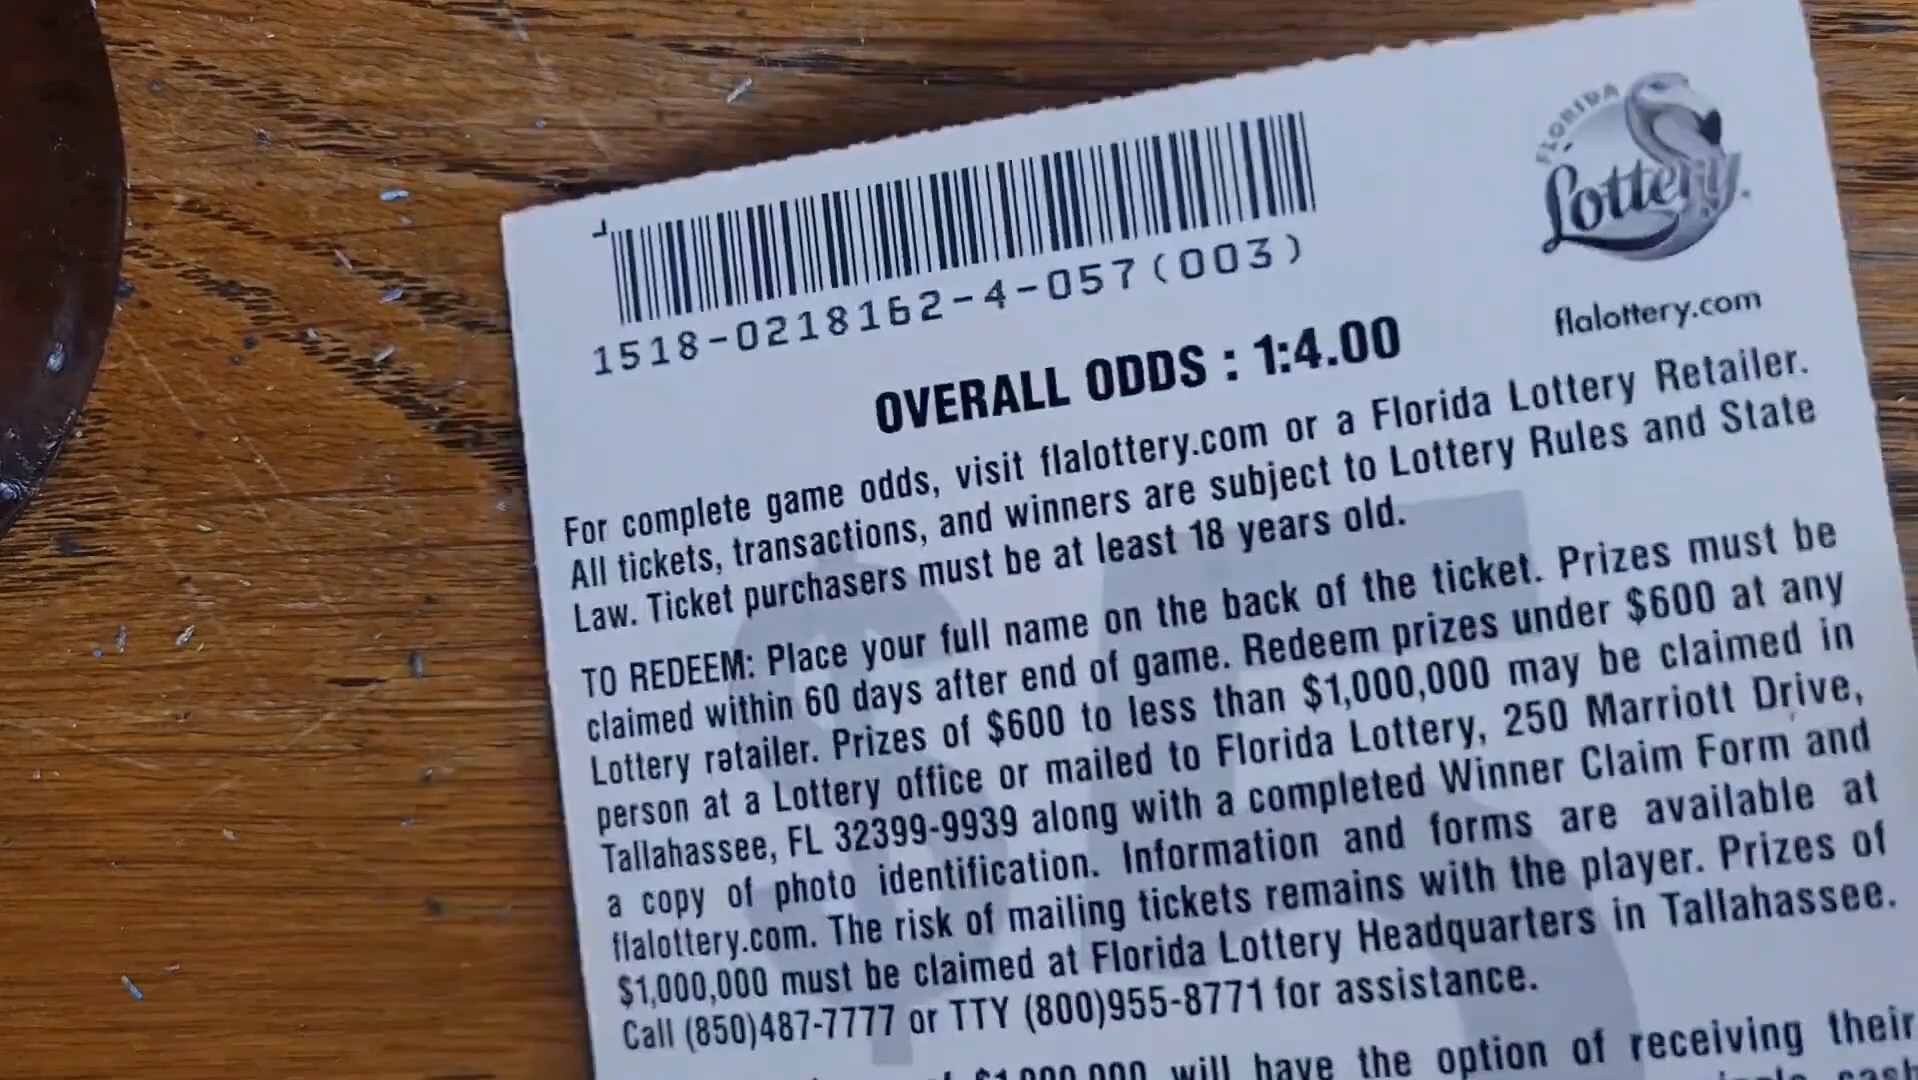 1518-0218162-4-057(003)
FLORIDA
Lottery.
flalottery.com
OVERALL ODDS : 1:4.00
For complete game odds, visit flalottery.com or a Florida Lottery Retailer.
All tickets, transactions, and winners are subject to Lottery Rules and State
Law. Ticket purchasers must be at least 18 years old.
TO REDEEM: Place your full name on the back of the ticket. Prizes must be
claimed within 60 days after end of game. Redeem prizes under $600 at any
Lottery retailer. Prizes of $600 to less than $1,000,000 may be claimed in
person at a Lottery office or mailed to Florida Lottery, 250 Marriott Drive,
Tallahassee, FL 32399-9939 along with a completed Winner Claim Form and
a copy of photo identification. Information and forms are available at
flalottery.com. The risk of mailing tickets remains with the player. Prizes of
$1,000,000 must be claimed at Florida Lottery Headquarters in Tallahassee.
Call (850)487-7777 or TTY (800)955-8771 for assistance.
$1,000,000 will have the option of receiving their